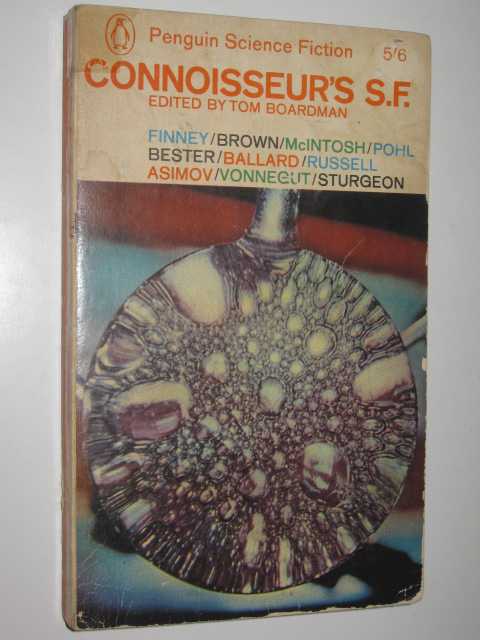 Penguin Science Fiction 5'6
CONNOISSEUR'S S.F.
EDITED BY TOM BOARDMAN
FINNEY/BROWN/McINTOSH/POHL
BESTER/BALLARD/RUSSELL
ASIMOV/VONNEGUT/STURGEON